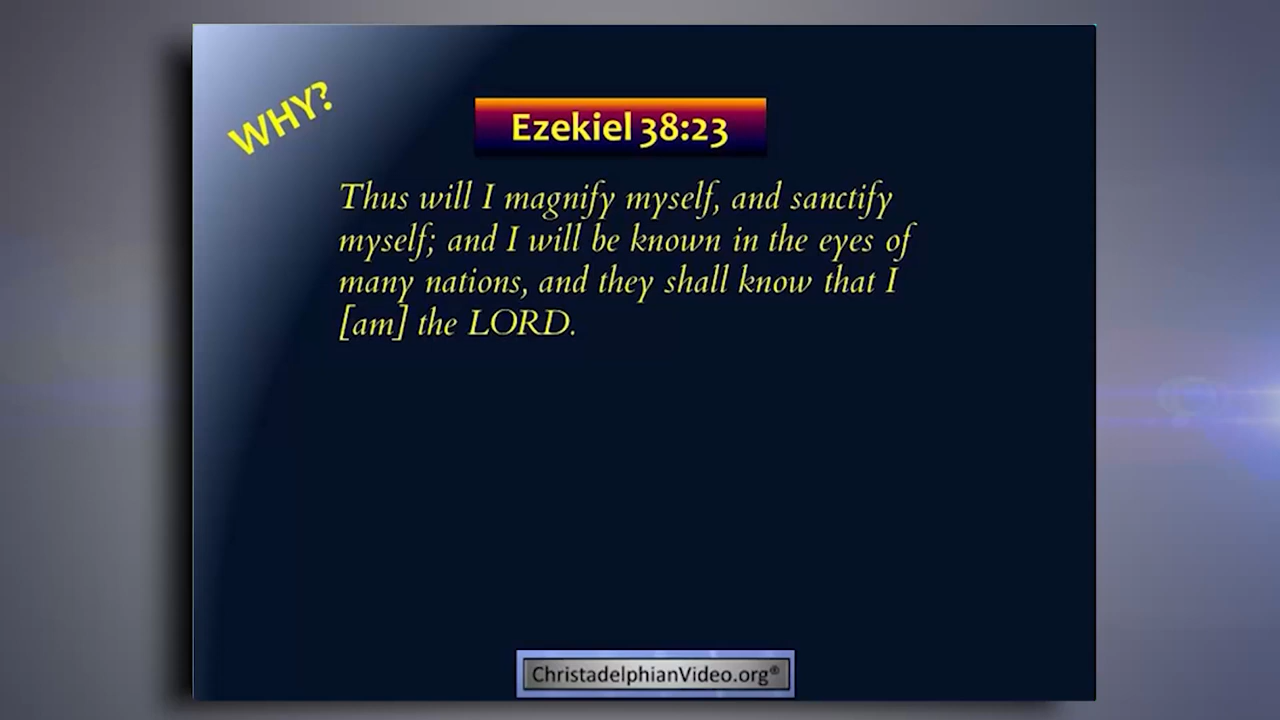 WHY?
Ezekiel 38:23
Thus will I magnify myself, and sanctify
myself; and I will be known in the eyes of
many nations, and they shall know that I
[am] the LORD.
ChristadelphianVideo.org®